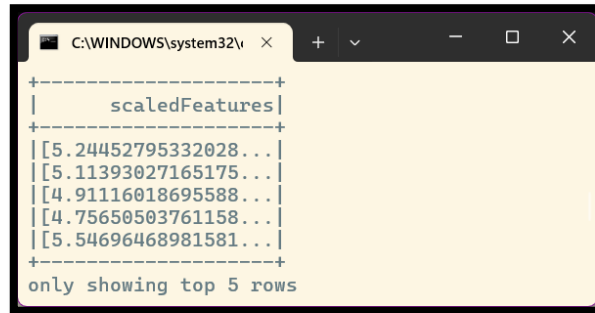 C:\WINDOWS\system32\
+--------------------+
|      scaledFeatures|
+--------------------+
|[5.24452795332028...|
|[5.11393027165175...|
|[4.91116018695588...|
|[4.75650503761158...|
|[5.54696468981581...|
+--------------------+
only showing top 5 rows